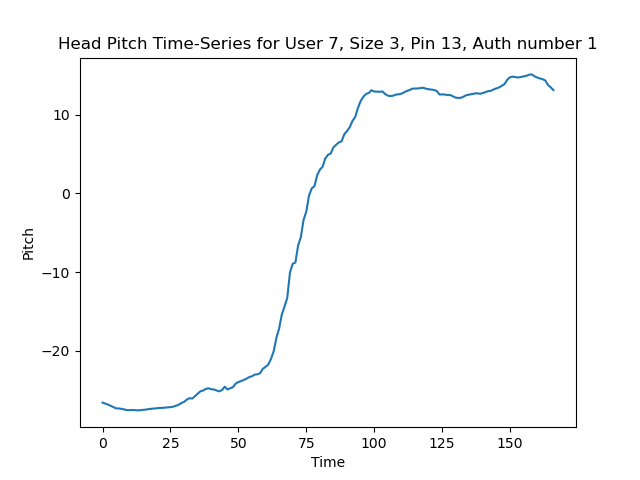 Head Pitch Time-Series for User 7, Size 3, Pin 13, Auth number 1
10
0
−10
−20
Pitch
0 25 50 75 100 125 150
Time